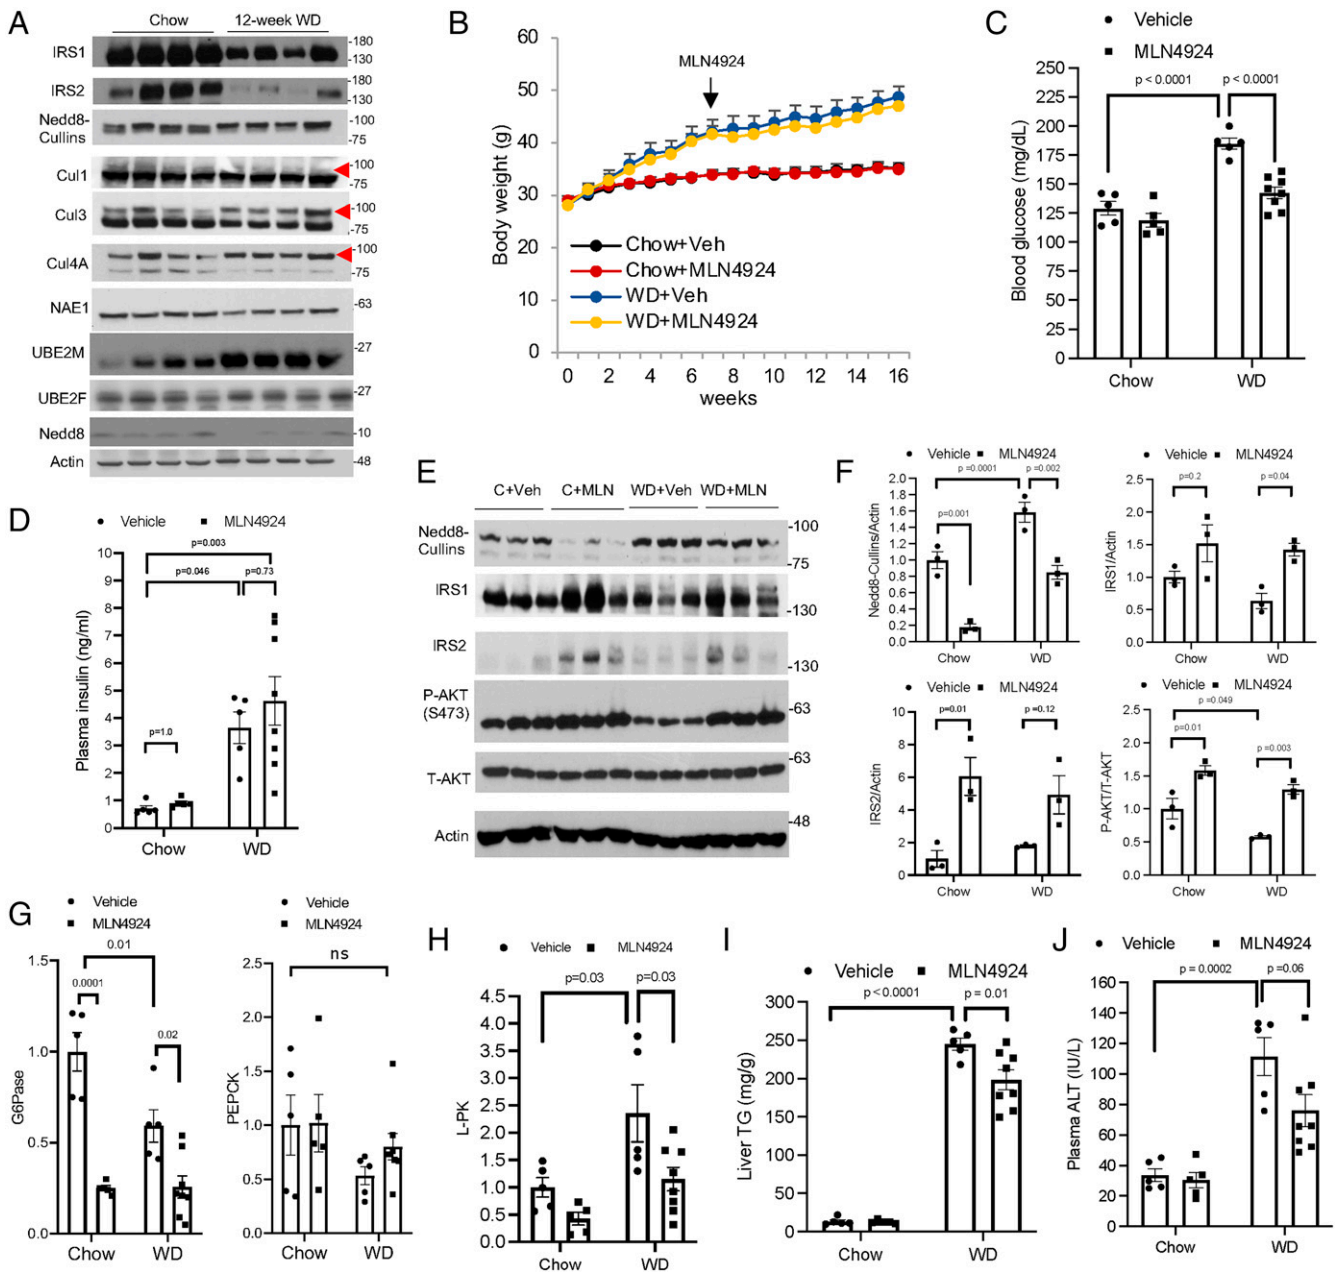 A
Chow
12-week WD
IRS1
-180
-130
IRS2
-180
-130
Nedd8-
Cullins
-100
-75
Cul1
-100
-75
Cul3
-100
-75
Cul4A
-100
-75
NAE1
-63
UBE2M
-27
UBE2F
-27
Nedd8
-10
Actin
-48
B
Body weight (g)
60
50
40
30
20
10
0
MLN4924
Chow+Veh
Chow+MLN4924
WD+Veh
WD+MLN4924
0 2 4 6 8 10 12 14 16
weeks
C
Vehicle
MLN4924
p < 0.0001
p < 0.0001
Blood glucose (mg/dL)
250
225
200
175
150
125
100
75
50
25
0
Chow
WD
D
Vehicle
MLN4924
p=0.003
p=0.046
p=0.73
p=1.0
Plasma insulin (ng/ml)
10
9
8
7
6
5
4
3
2
1
0
Chow
WD
E
C+Veh
C+MLN
WD+Veh
WD+MLN
Nedd8-
Cullins
-100
-75
IRS1
-130
IRS2
-130
P-AKT
(S473)
-63
T-AKT
-63
Actin
-48
F
Vehicle
MLN4924
p =0.0001
p =0.002
p=0.001
Nedd8-Cullins/Actin
2.0
1.8
1.6
1.4
1.2
1.0
0.8
0.6
0.4
0.2
0.0
Chow
WD
Vehicle
MLN4924
p=0.2
p =0.04
IRS1/Actin
2.5
2.0
1.5
1.0
0.5
0.0
Chow
WD
Vehicle
MLN4924
p=0.01
p =0.12
IRS2/Actin
10
8
6
4
2
0
Chow
WD
Vehicle
MLN4924
p =0.049
p=0.01
p =0.003
P-AKT/T-AKT
2.5
2.0
1.5
1.0
0.5
0.0
Chow
WD
G
Vehicle
MLN4924
0.01
0.0001
0.02
G6Pase
1.5
1.0
0.5
0.0
Chow
WD
Vehicle
MLN4924
ns
PEPCK
2.5
2.0
1.5
1.0
0.5
0.0
Chow
WD
H
Vehicle
MLN4924
p=0.03
p=0.03
L-PK
4.5
4.0
3.5
3.0
2.5
2.0
1.5
1.0
0.5
0.0
Chow
WD
I
Vehicle
MLN4924
p<0.0001
p = 0.01
Liver TG (mg/g)
300
250
200
150
100
50
0
Chow
WD
J
Vehicle
MLN4924
p = 0.0002
p =0.06
Plasma ALT (IU/L)
160
140
120
100
80
60
40
20
0
Chow
WD